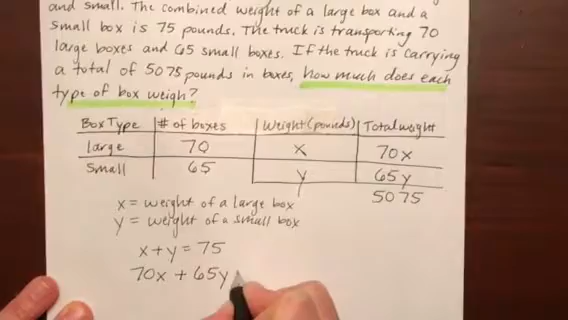 and small. The combined weight of a large box and a
small box is 75 pounds. The truck is transporting 70
large boxes and 65 small boxes. If the truck is carrying
a total of 5075 pounds in boxes, how much does each
type of box weigh?
Box Type # of boxes Weight (pounds) Total weight
large 70 x 70x
Small 65 y 65y
5075
x = weight of a large box
y = weight of a small box
x + y = 75
70x + 65y